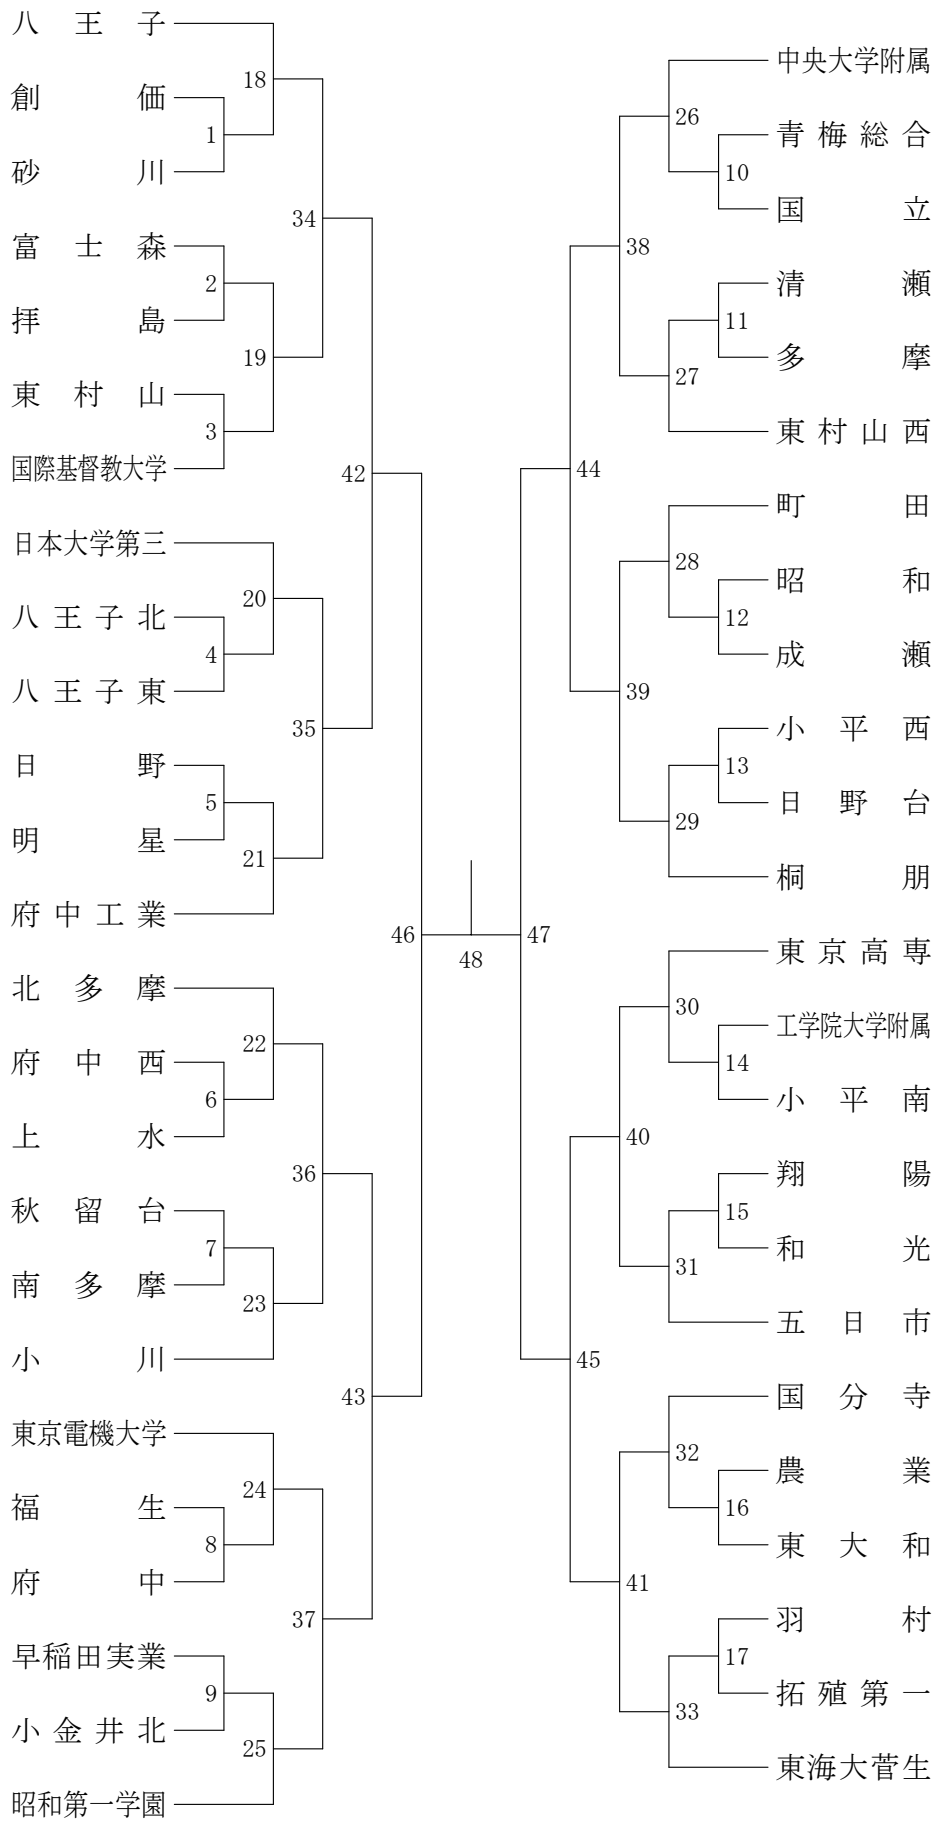 八王子
18
創価
1
砂川
34
富士森
2
拝島
19
東村山
3
国際基督教大学
42
日本大学第三
20
八王子北
4
八王子東
35
日野
5
明星
21
府中工業
46
北多摩
22
府中西
6
上水
36
秋留台
7
南多摩
23
小川
43
東京電機大学
24
福生
8
府中
37
早稲田実業
9
小金井北
25
昭和第一学園
48
中央大学附属
26
青梅総合
10
国立
38
清瀬
11
多摩
27
東村山西
44
町田
28
昭和
12
成瀬
39
小平西
13
日野台
29
桐朋
47
東京高専
30
工学院大学附属
14
小平南
40
翔陽
15
和光
31
五日市
45
国分寺
32
農業
16
東大和
41
羽村
17
拓殖第一
33
東海大菅生